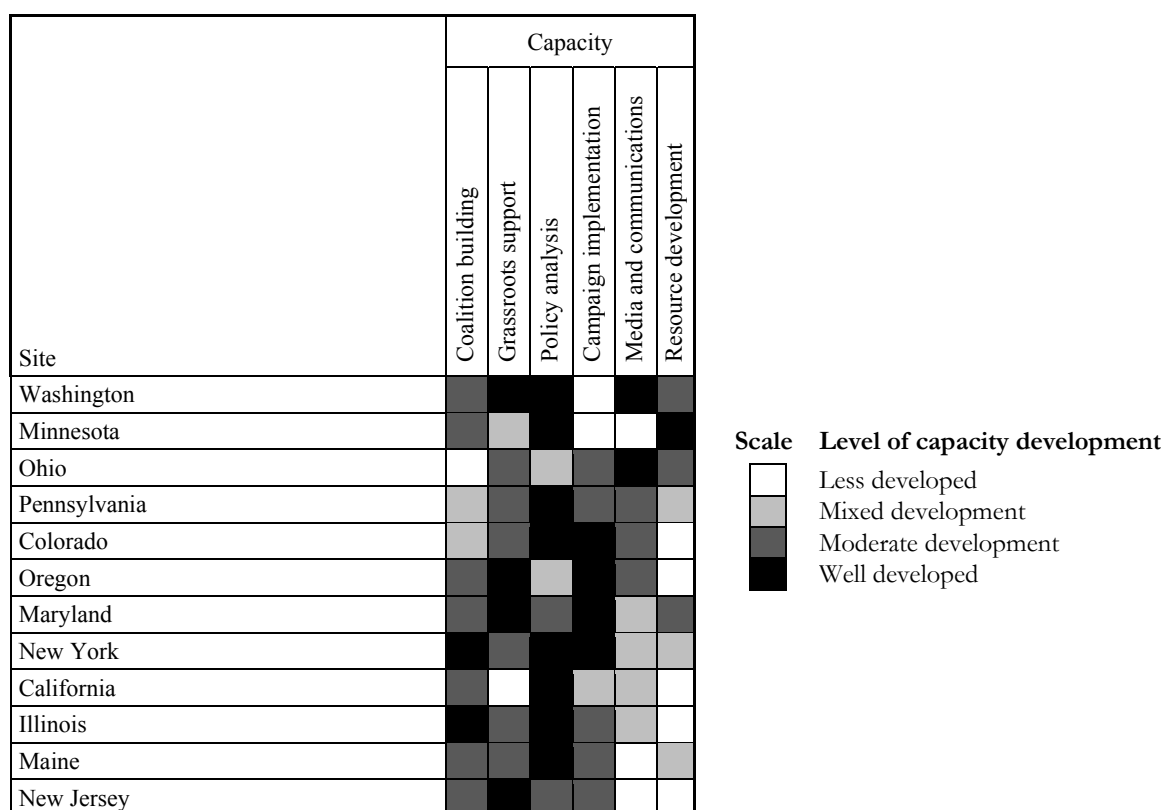 Capacity
Coalition building
Grassroots support
Policy analysis
Campaign implementation
Media and communications
Resource development
Site
Washington
Minnesota
Ohio
Pennsylvania
Colorado
Oregon
Maryland
New York
California
Illinois
Maine
New Jersey
Scale Level of capacity development
Less developed
Mixed development
Moderate development
Well developed